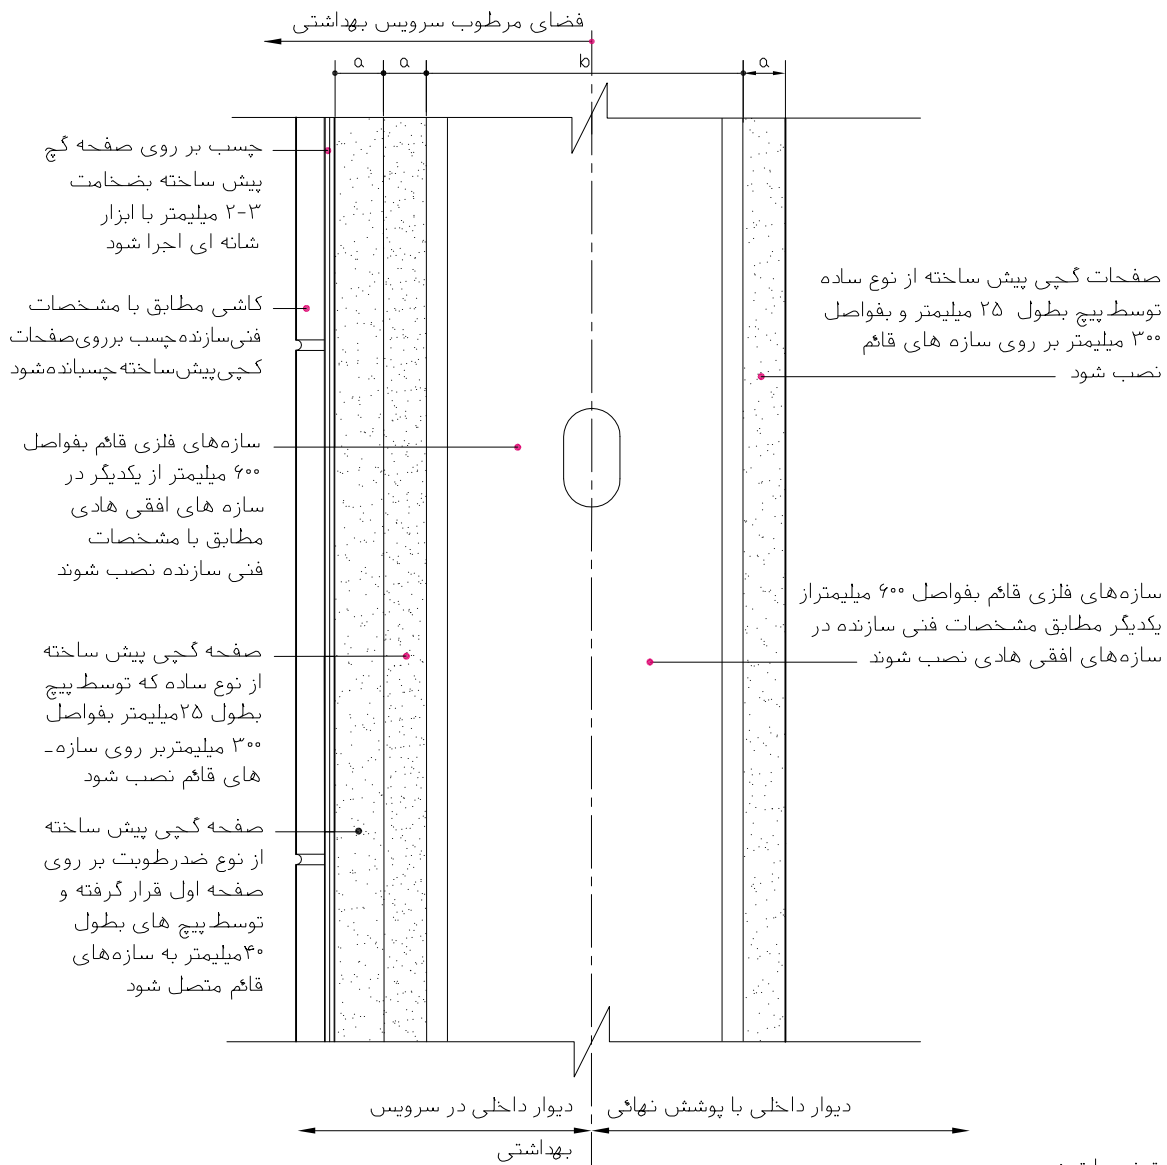 فضای مرطوب سرویس بهداشتی
a a b a
چسب بر روی صفحه گچ
پیش ساخته بضخامت
۲-۳ میلیمتر با ابزار
شانه ای اجرا شود
کاشی مطابق با مشخصات
فنی سازنده چسب بر روی صفحات
کچی پیش ساخته چسبانده شود
سازه‌های فلزی قائم بفواصل
۶۰۰ میلیمتر از یکدیگر در
سازه های افقی هادی
مطابق با مشخصات
فنی سازنده نصب شوند
صفحه گچی پیش ساخته
از نوع ساده که توسط پیچ
بطول ۲۵میلیمتر بفواصل
۳۰۰ میلیمتربر روی سازه-
های قائم نصب شود
صفحه گچی پیش ساخته
از نوع ضدرطوبت بر روی
صفحه اول قرار گرفته و
توسط پیچ های بطول
۴۰میلیمتر به سازه‌های
قائم متصل شود
صفحات گچی پیش ساخته از نوع ساده
توسط پیچ بطول ۲۵ میلیمتر و بفواصل
۳۰۰ میلیمتر بر روی سازه های قائم
نصب شود
سازه‌های فلزی قائم بفواصل ۶۰۰ میلیمتراز
یکدیگر مطابق مشخصات فنی سازنده در
سازه‌های افقی هادی نصب شوند
دیوار داخلی با پوشش نهائی
دیوار داخلی در سرویس
بهداشتی